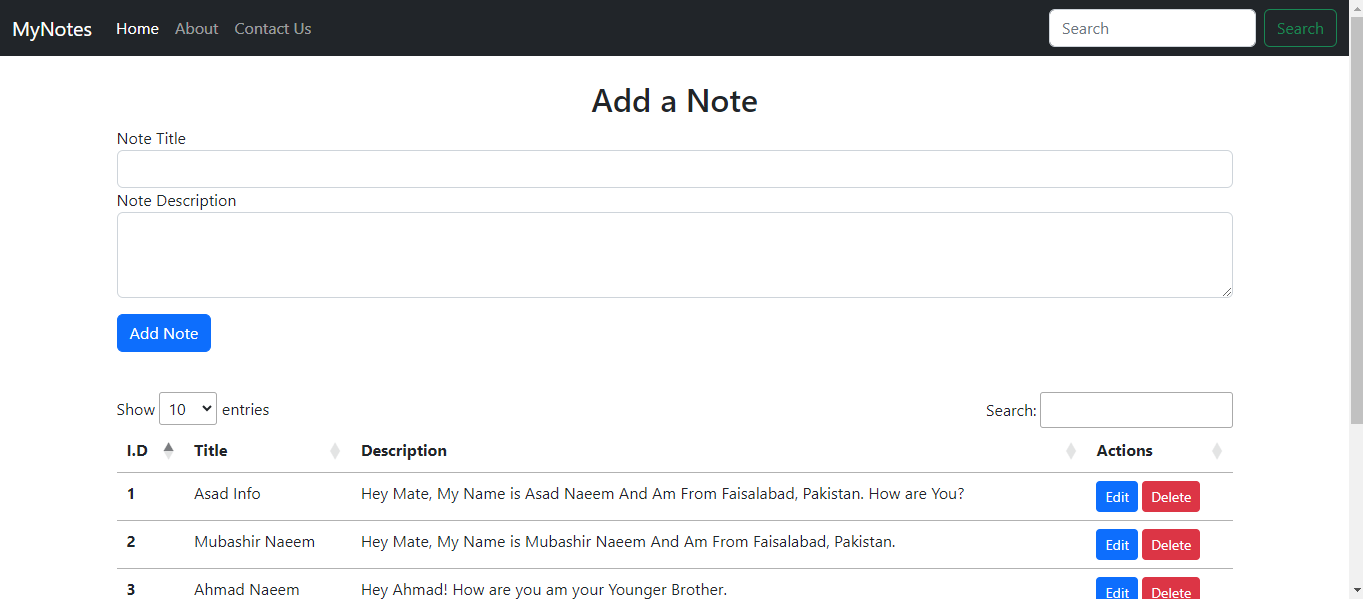 MyNotes Home About Contact Us Search Search
Add a Note
Note Title
Note Description
Add Note
Show 10 entries Search:
I.D Title Description Actions
1 Asad Info Hey Mate, My Name is Asad Naeem And Am From Faisalabad, Pakistan. How are You? Edit Delete
2 Mubashir Naeem Hey Mate, My Name is Mubashir Naeem And Am From Faisalabad, Pakistan. Edit Delete
3 Ahmad Naeem Hey Ahmad! How are you am your Younger Brother. Edit Delete